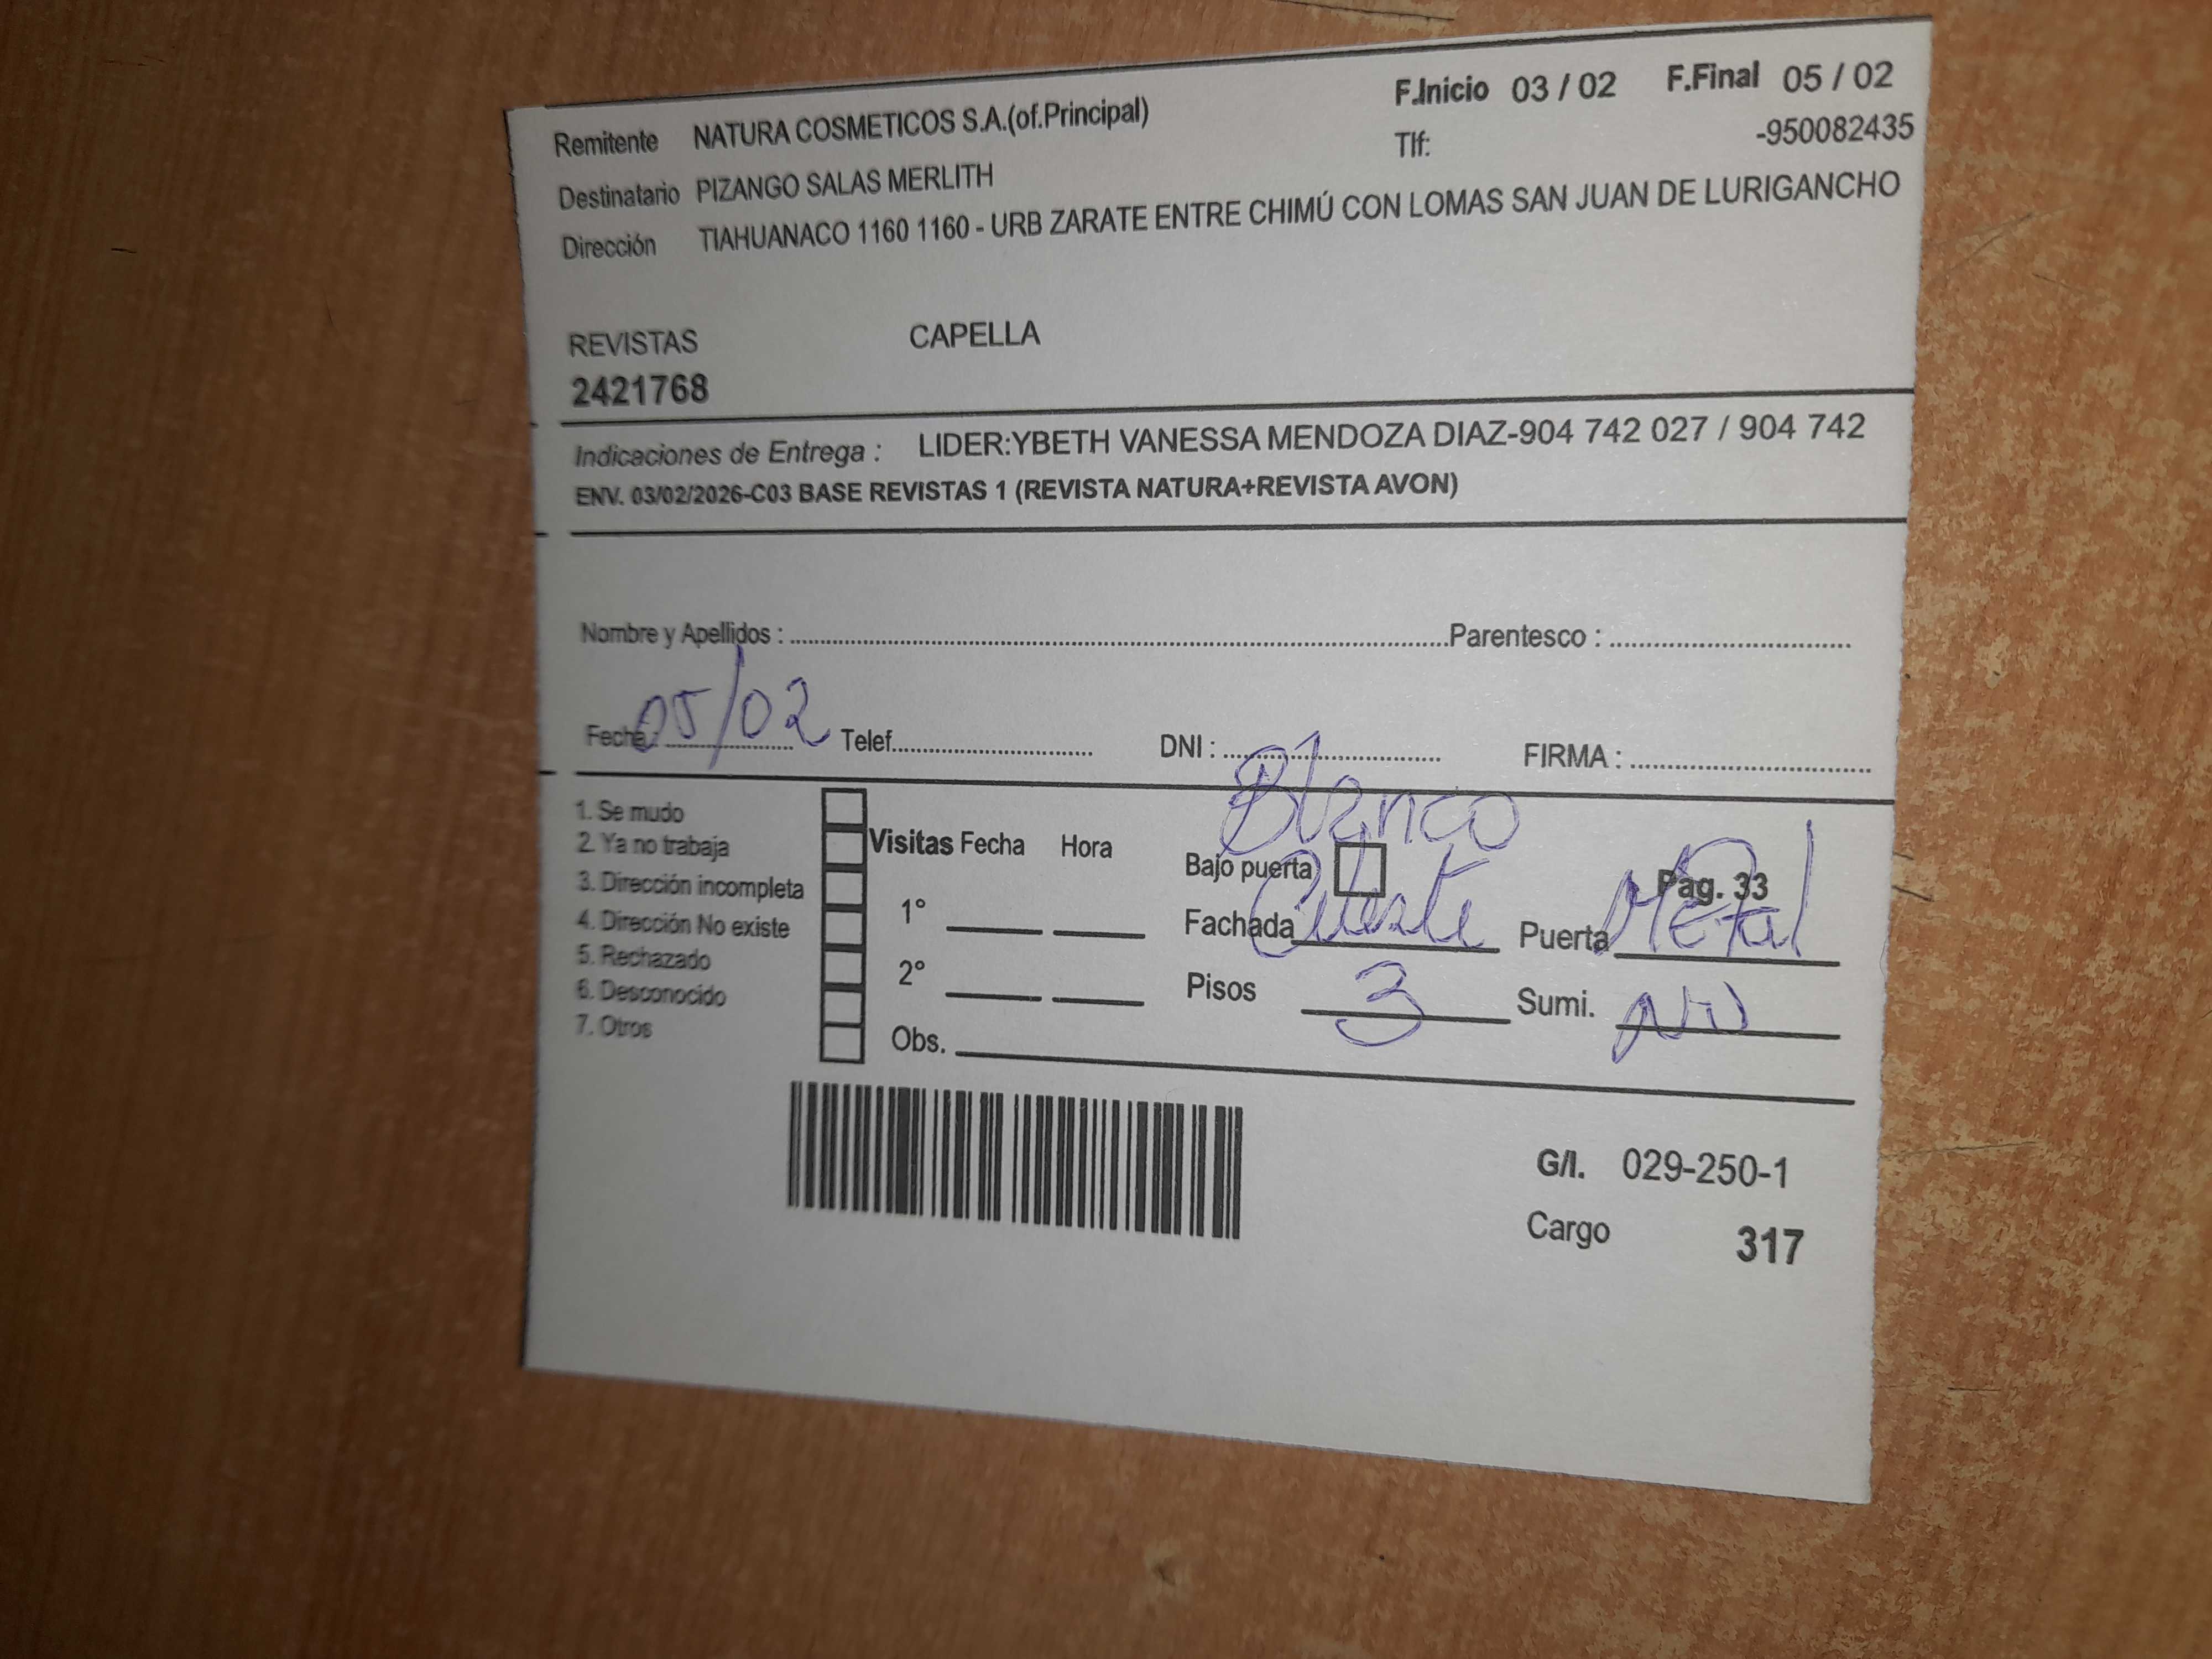 Remitente NATURA COSMETICOS S.A.(of.Principal) F.Inicio 03 / 02 F.Final 05 / 02
Destinatario PIZANGO SALAS MERLITH Tlf: -950082435
Dirección TIAHUANACO 1160 1160 - URB ZARATE ENTRE CHIMÚ CON LOMAS SAN JUAN DE LURIGANCHO
REVISTAS CAPELLA
2421768
Indicaciones de Entrega : LIDER:YBETH VANESSA MENDOZA DIAZ-904 742 027 / 904 742
ENV. 03/02/2026-C03 BASE REVISTAS 1 (REVISTA NATURA+REVISTA AVON)
Nombre y Apellidos : Parentesco :
Fecha: 05/02 Telef. DNI : FIRMA :
Blanco
1. Se mudo
2. Ya no trabaja
3. Dirección incompleta
4. Dirección No existe
5. Rechazado
6. Desconocido
7. Otros
Visitas Fecha Hora
1°
2°
Obs.
Bajo puerta Pag. 33
Fachada Celeste Puerta Metal
Pisos 3 Sumi.
G/I. 029-250-1
Cargo 317